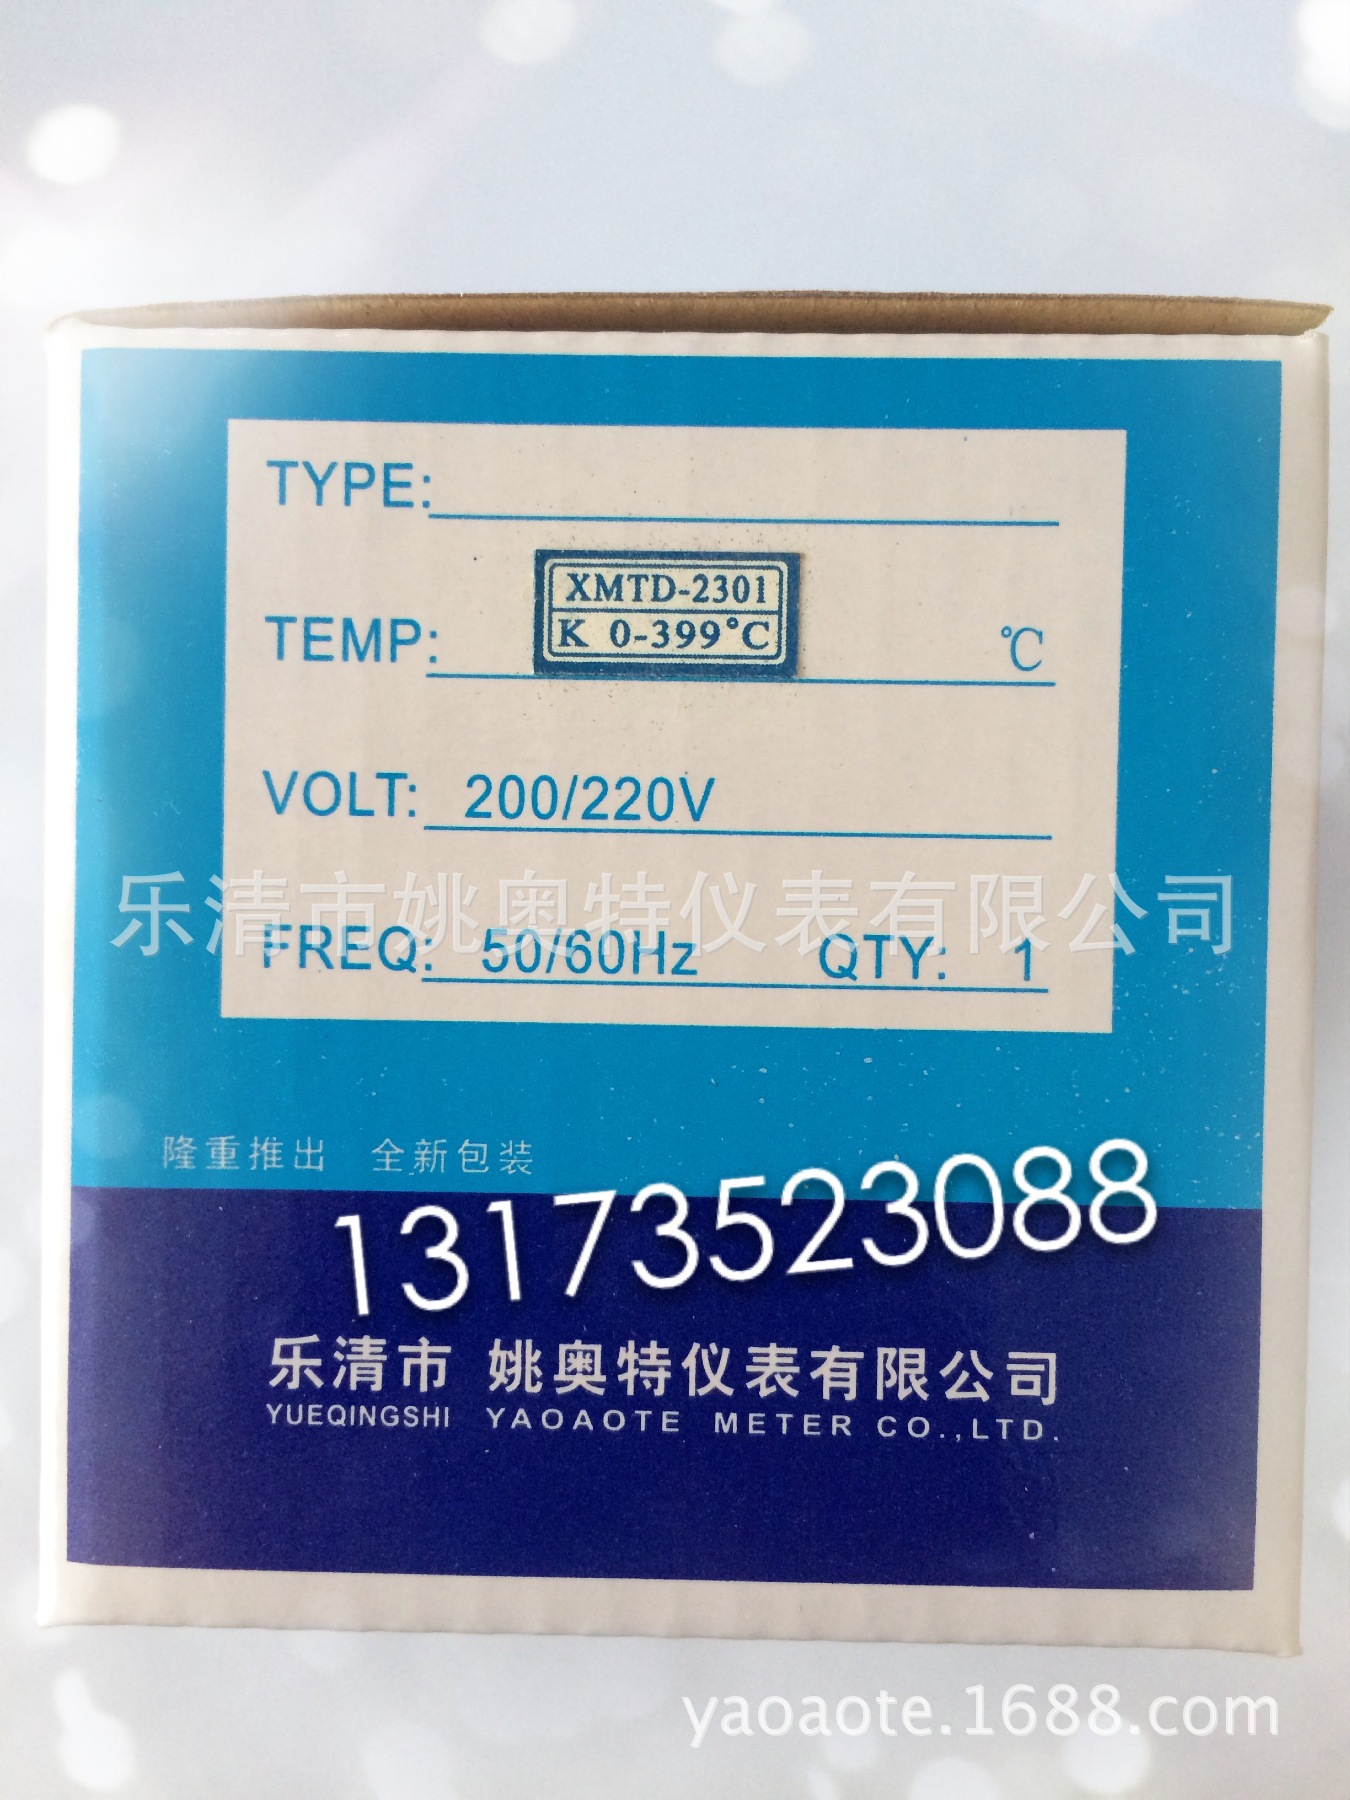 TYPE:
XMTD-2301
K 0-399°C
TEMP: ℃
VOLT: 200/220V
乐清市姚奥特仪表有限公司
FREQ: 50/60Hz QTY: 1
隆重推出 全新包装
13173523088
乐清市 姚奥特仪表有限公司
YUEQINGSHI YAOAOTE METER CO.,LTD.
yaoaote.1688.com